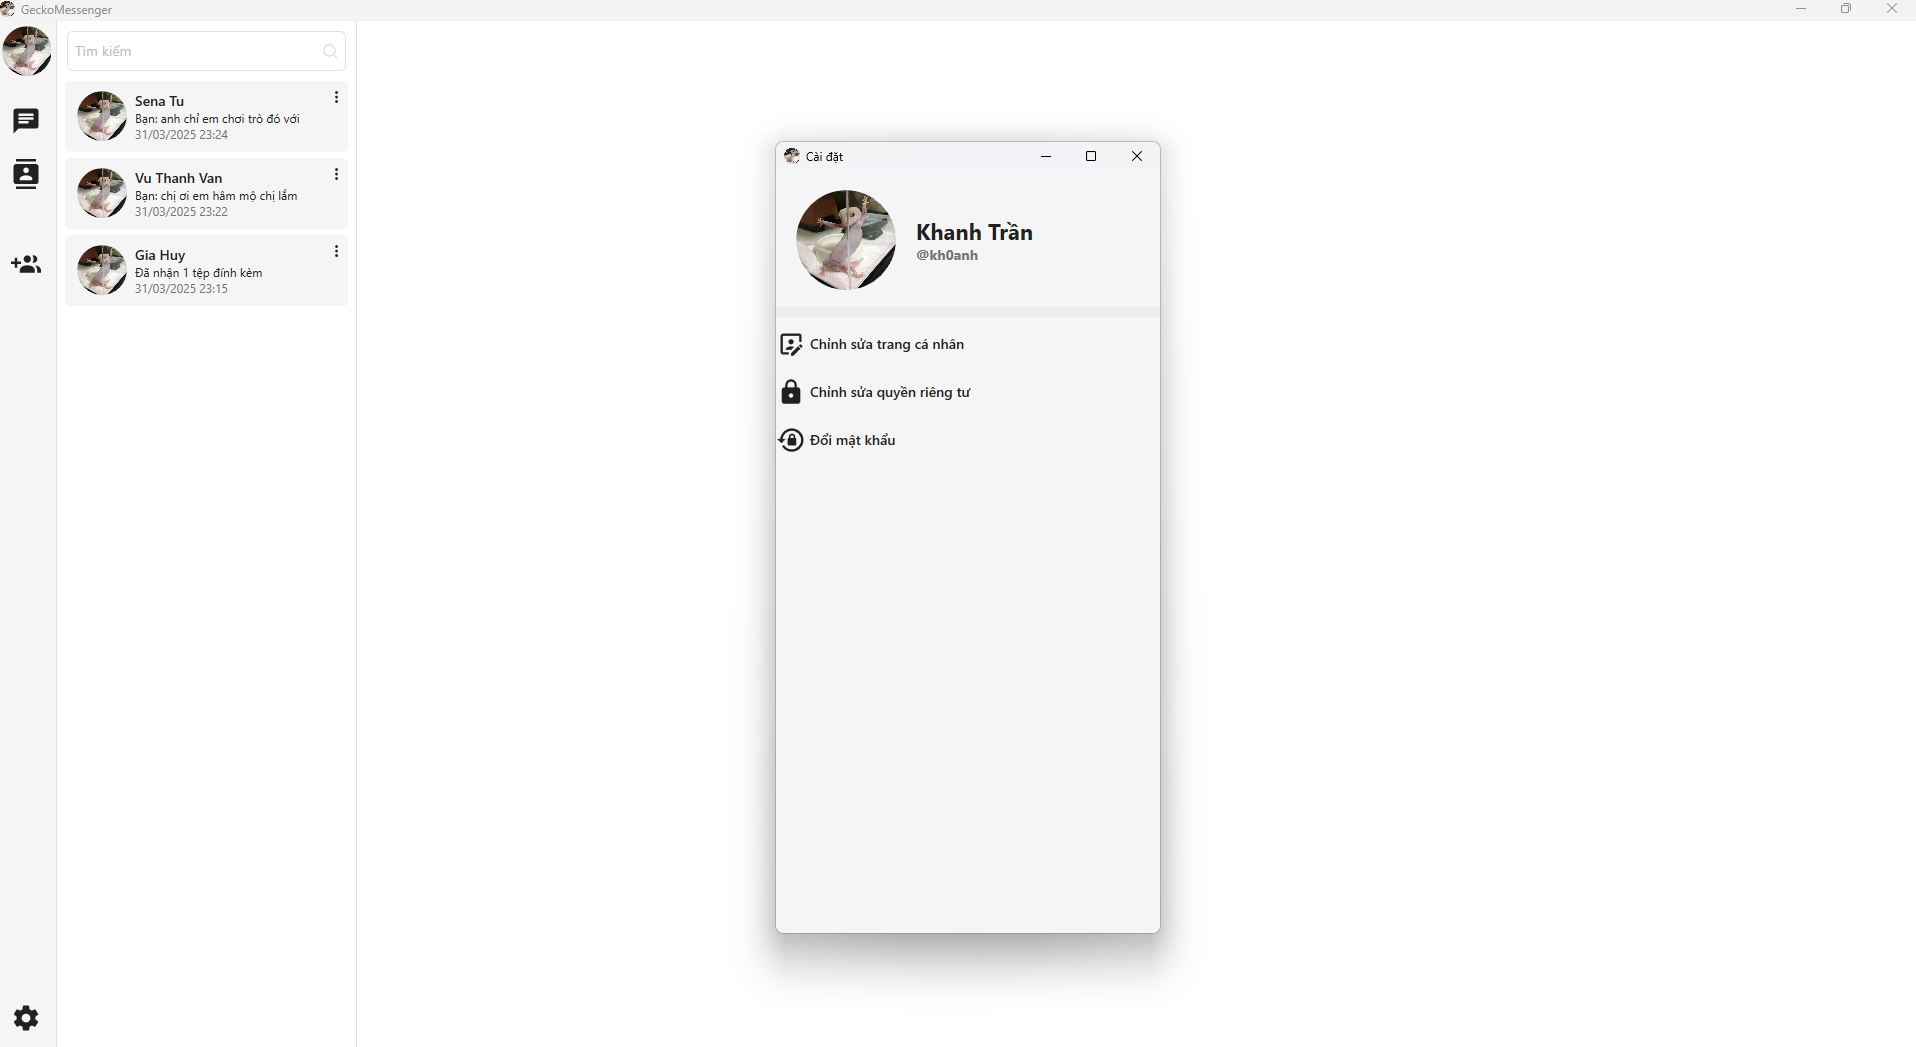 GeckoMessenger
Tìm kiếm
Sena Tu
Bạn: anh chỉ em chơi trò đó với
31/03/2025 23:24
Vu Thanh Van
Bạn: chị ơi em hâm mộ chị lắm
31/03/2025 23:22
Gia Huy
Đã nhận 1 tệp đính kèm
31/03/2025 23:15
Cài đặt
Khanh Trần
@kh0anh
Chỉnh sửa trang cá nhân
Chỉnh sửa quyền riêng tư
Đổi mật khẩu